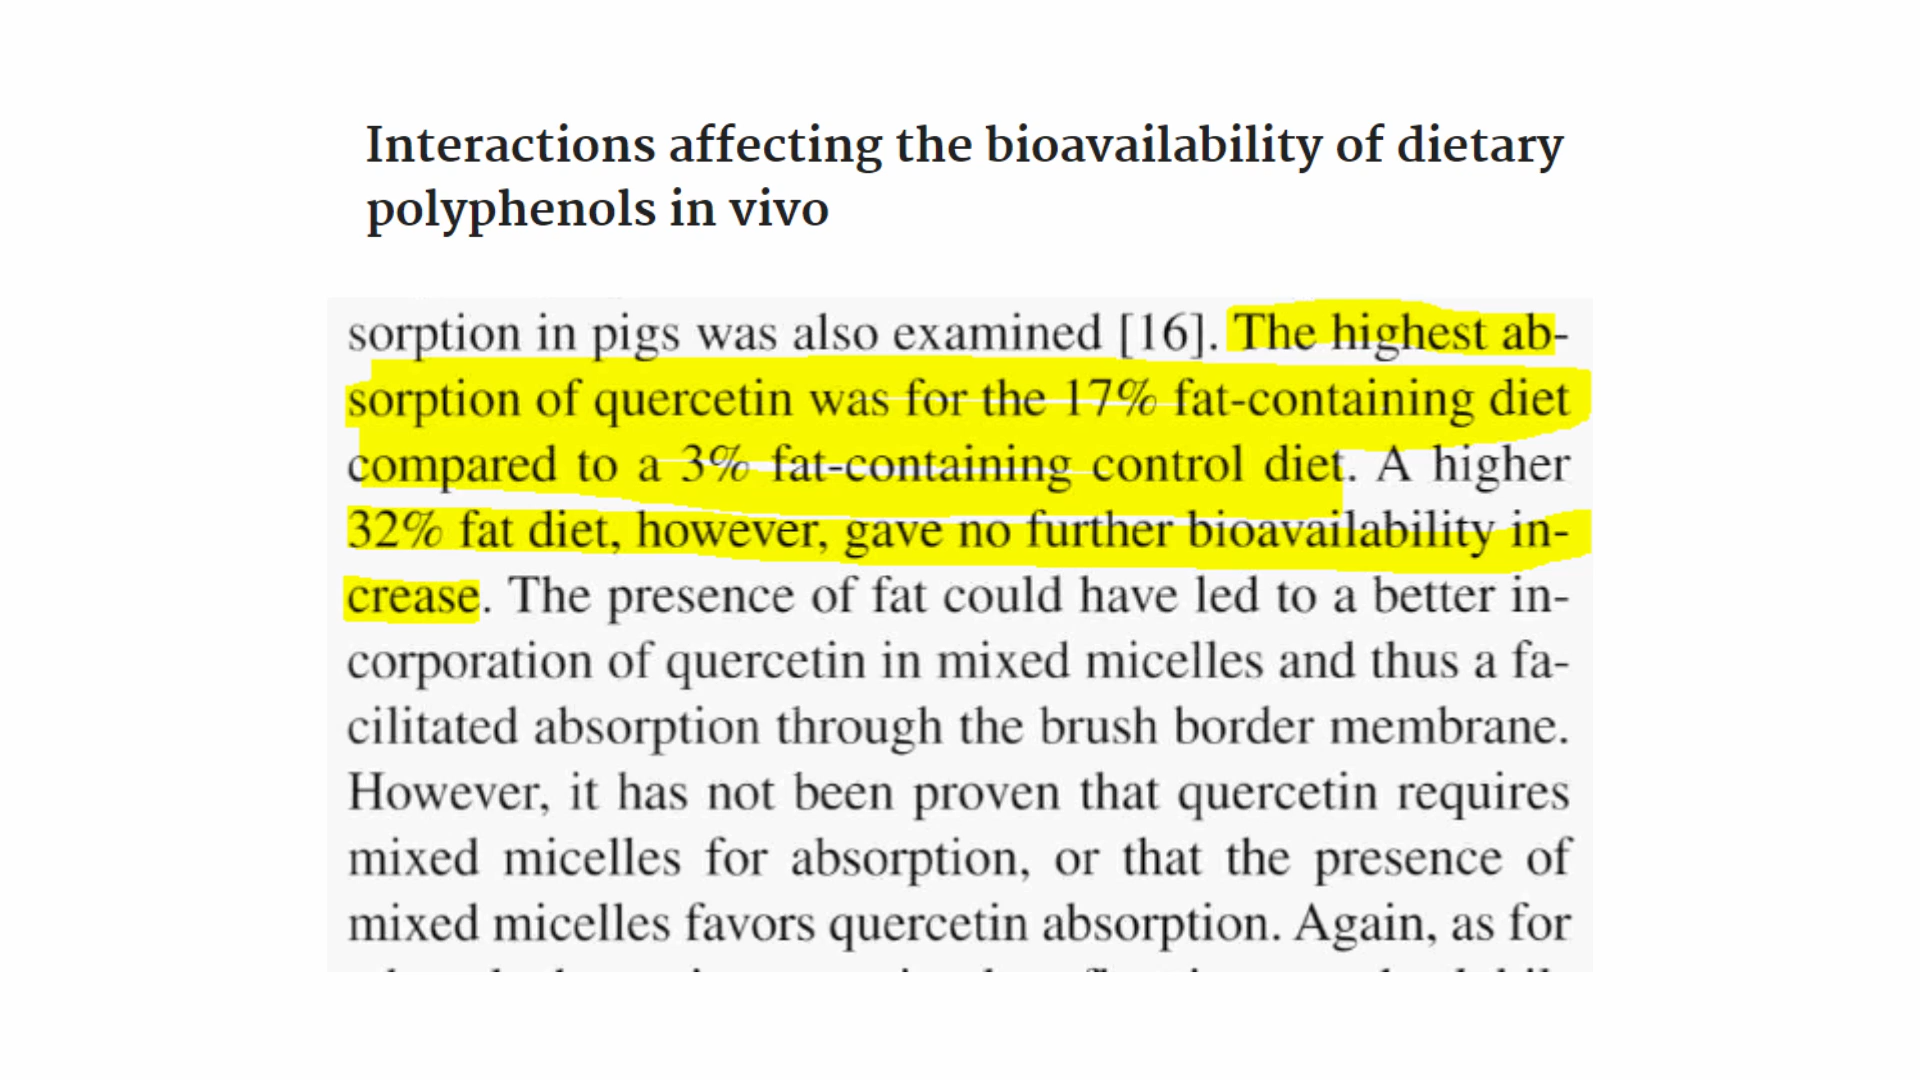 Interactions affecting the bioavailability of dietary
polyphenols in vivo
sorption in pigs was also examined [16]. The highest ab-
sorption of quercetin was for the 17% fat-containing diet
compared to a 3% fat-containing control diet. A higher
32% fat diet, however, gave no further bioavailability in-
crease. The presence of fat could have led to a better in-
corporation of quercetin in mixed micelles and thus a fa-
cilitated absorption through the brush border membrane.
However, it has not been proven that quercetin requires
mixed micelles for absorption, or that the presence of
mixed micelles favors quercetin absorption. Again, as for